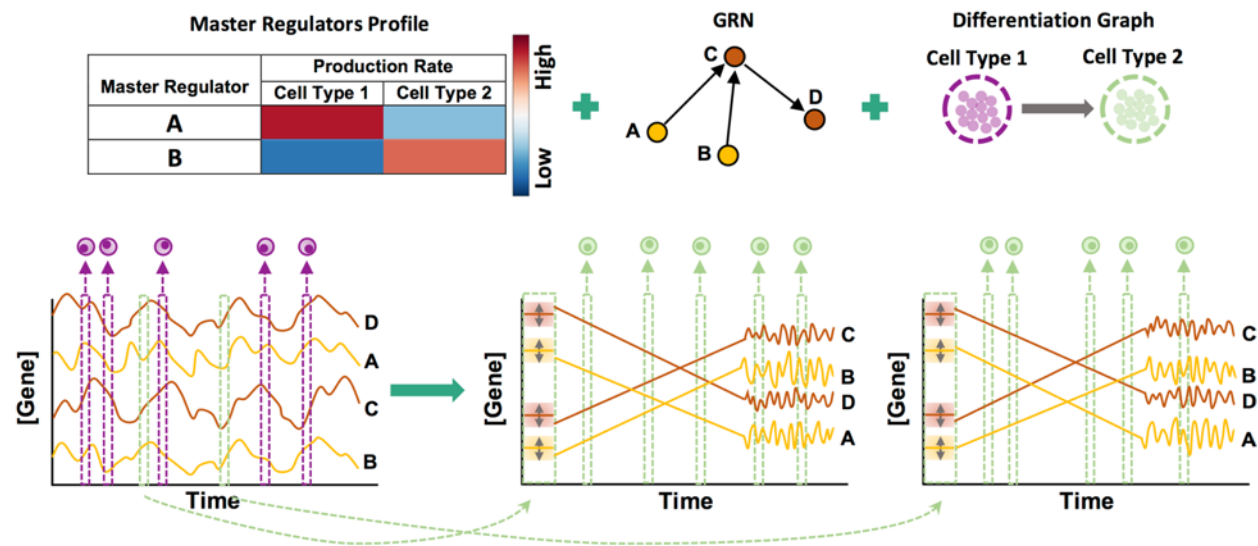 Master Regulators Profile
Master Regulator
Production Rate
Cell Type 1
Cell Type 2
A
B
High
Low
GRN
C
D
A
B
Differentiation Graph
Cell Type 1
Cell Type 2
[Gene]
D
A
C
B
Time
[Gene]
C
B
D
A
Time
[Gene]
C
B
D
A
Time